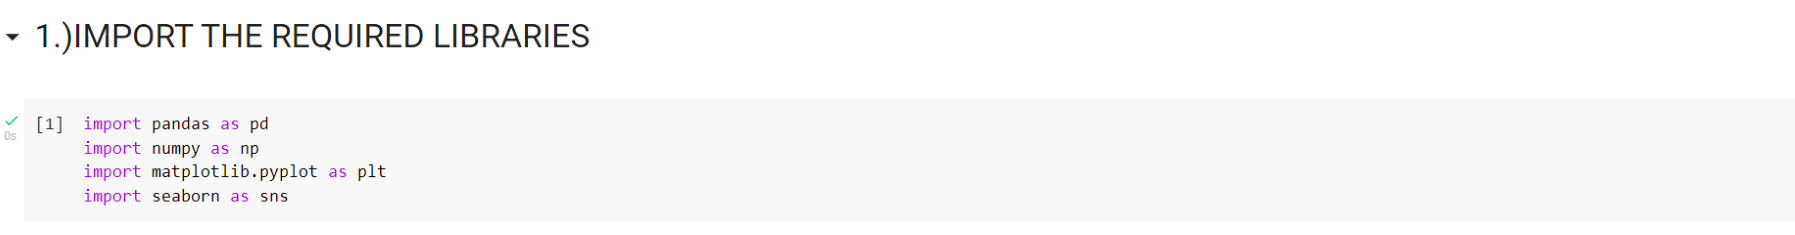 1.)IMPORT THE REQUIRED LIBRARIES
[1] import pandas as pd
0s
import numpy as np
import matplotlib.pyplot as plt
import seaborn as sns